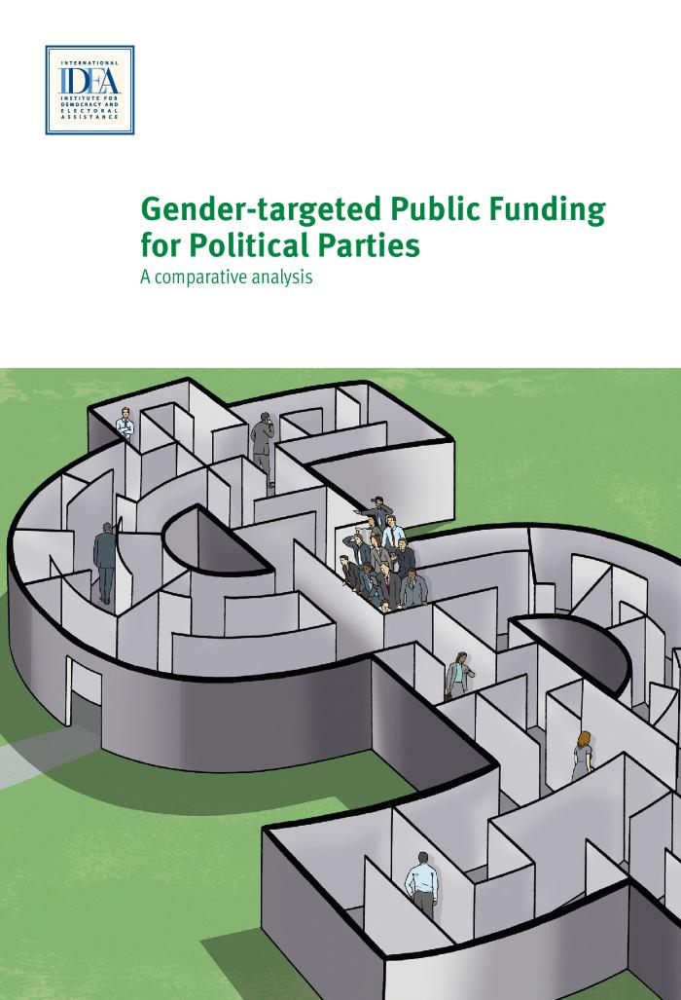 INTERNATIONAL
IDEA
INSTITUTE FOR
DEMOCRACY AND
ELECTORAL
ASSISTANCE
Gender-targeted Public Funding
for Political Parties
A comparative analysis